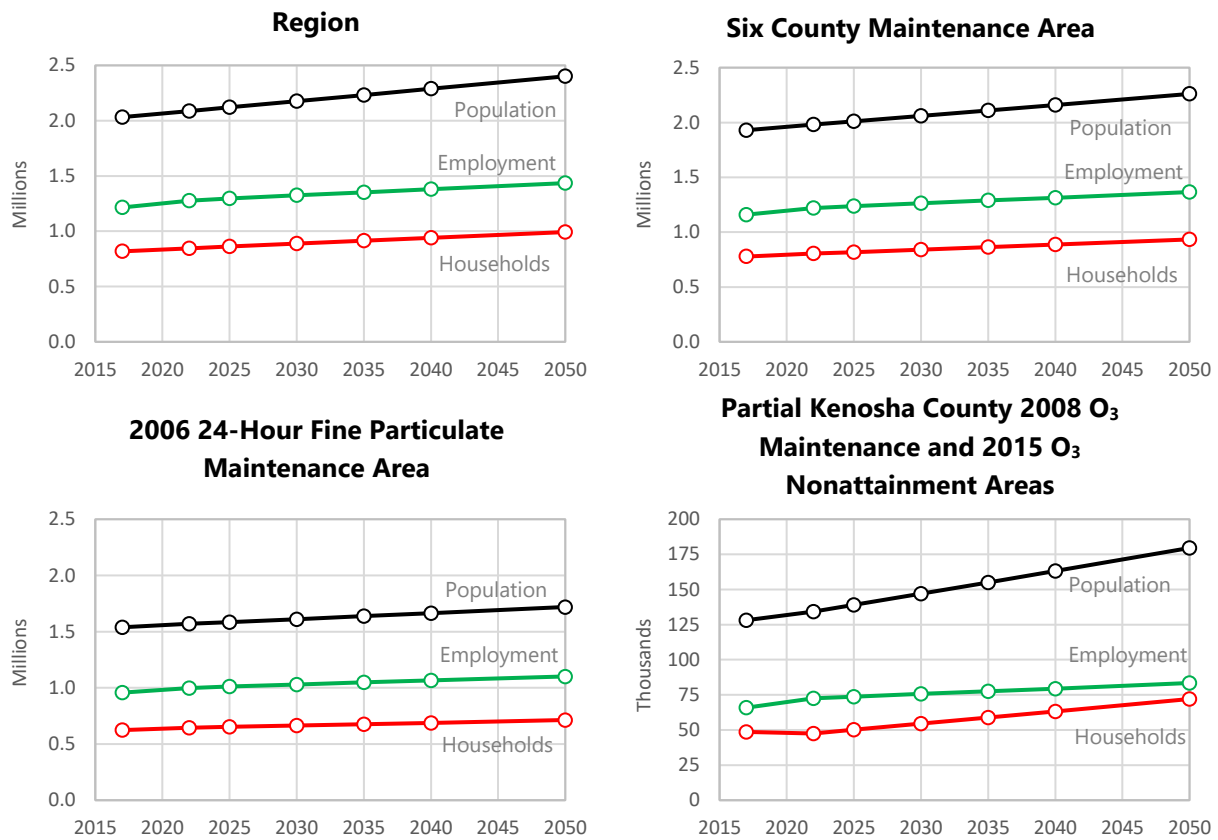 Region
2.5
2.0
1.5
1.0
0.5
0.0
Millions
Population
Employment
Households
2015 2020 2025 2030 2035 2040 2045 2050
Six County Maintenance Area
2.5
2.0
1.5
1.0
0.5
0.0
Millions
Population
Employment
Households
2015 2020 2025 2030 2035 2040 2045 2050
2006 24-Hour Fine Particulate
Maintenance Area
2.5
2.0
1.5
1.0
0.5
0.0
Millions
Population
Employment
Households
2015 2020 2025 2030 2035 2040 2045 2050
Partial Kenosha County 2008 O₃
Maintenance and 2015 O₃
Nonattainment Areas
200
175
150
125
100
75
50
25
0
Thousands
Population
Employment
Households
2015 2020 2025 2030 2035 2040 2045 2050